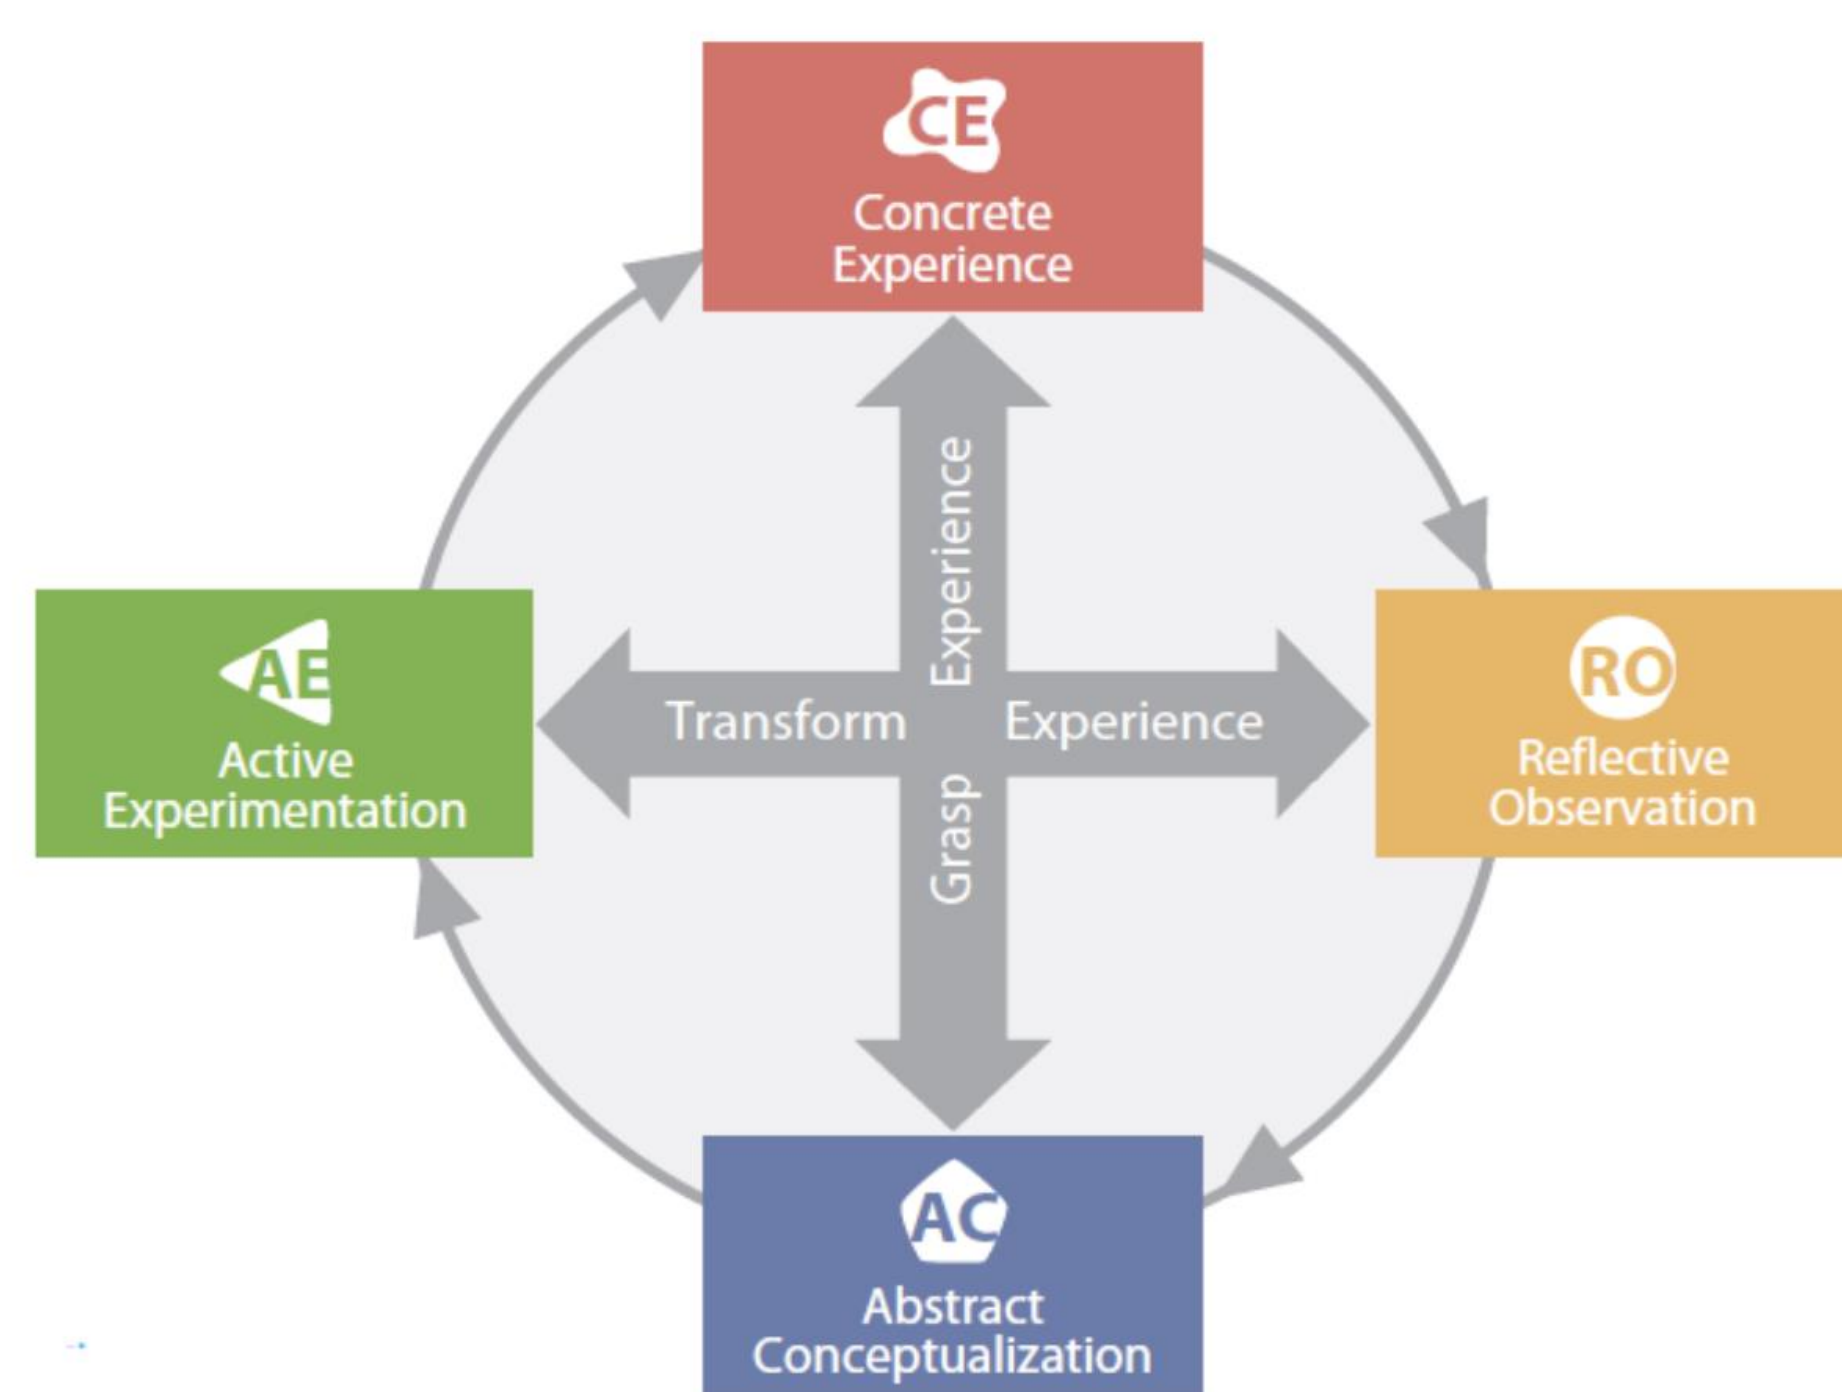 CE
Concrete
Experience
AE
Active
Experimentation
Transform Experience
Grasp Experience
RO
Reflective
Observation
AC
Abstract
Conceptualization